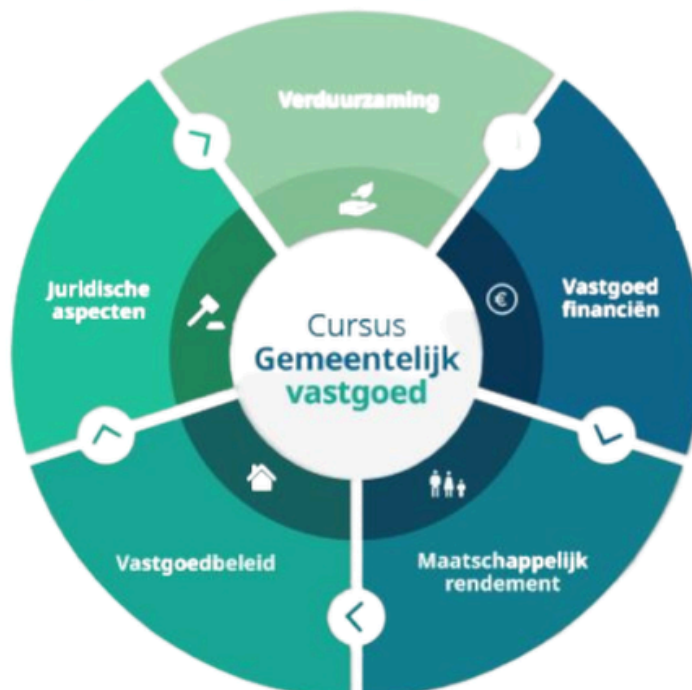 Verduurzaming
Vastgoed
financiën
Maatschappelijk
rendement
Vastgoedbeleid
Juridische
aspecten
Cursus
Gemeentelijk
vastgoed
€